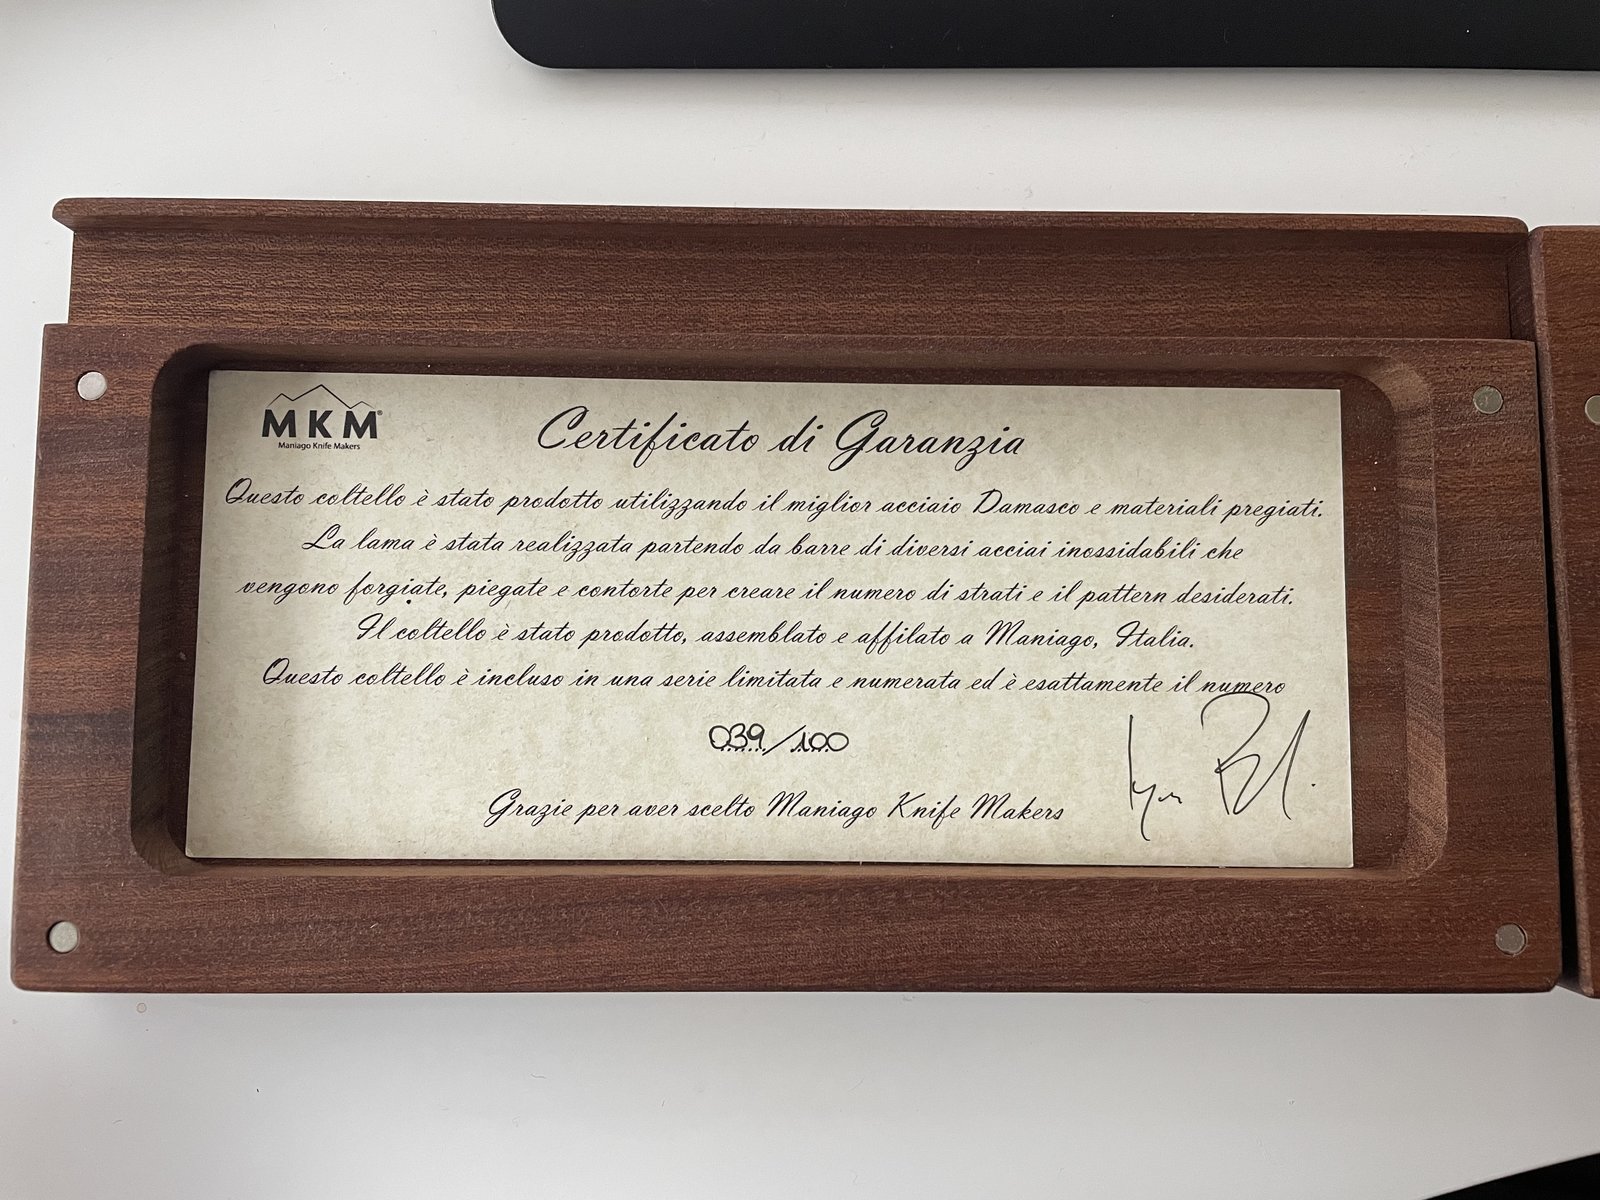 MKM®
Maniago Knife Makers
Certificato di Garanzia
Questo coltello è stato prodotto utilizzando il miglior acciaio Damasco e materiali pregiati.
La lama è stata realizzata partendo da barre di diversi acciai inossidabili che
vengono forgiate, piegate e contorte per creare il numero di strati e il pattern desiderati.
Il coltello è stato prodotto, assemblato e affilato a Maniago, Italia.
Questo coltello è incluso in una serie limitata e numerata ed è esattamente il numero
039/100
Grazie per aver scelto Maniago Knife Makers